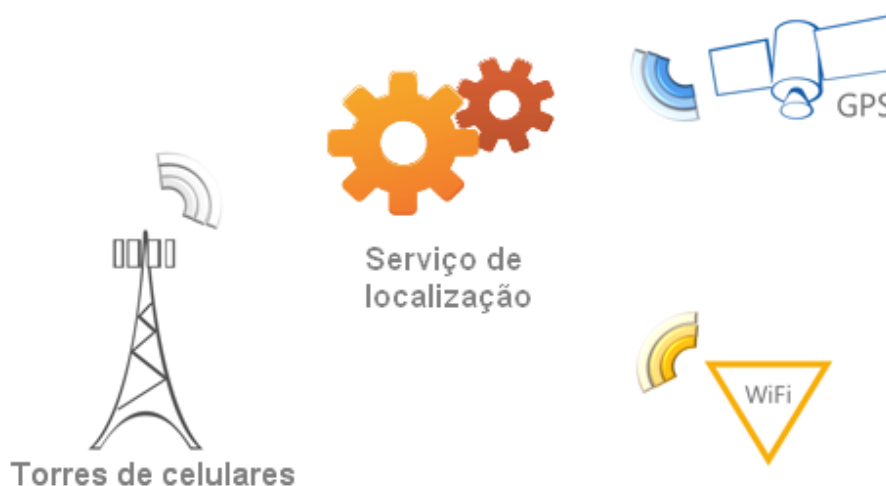 GPS
Serviço de
localização
WiFi
Torres de celulares